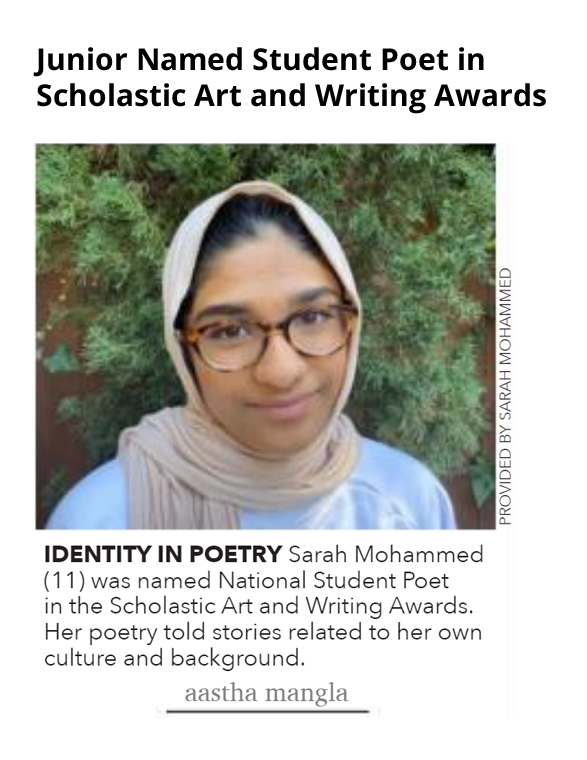 Junior Named Student Poet in
Scholastic Art and Writing Awards
PROVIDED BY SARAH MOHAMMED
IDENTITY IN POETRY Sarah Mohammed
(11) was named National Student Poet
in the Scholastic Art and Writing Awards.
Her poetry told stories related to her own
culture and background.
aastha mangla